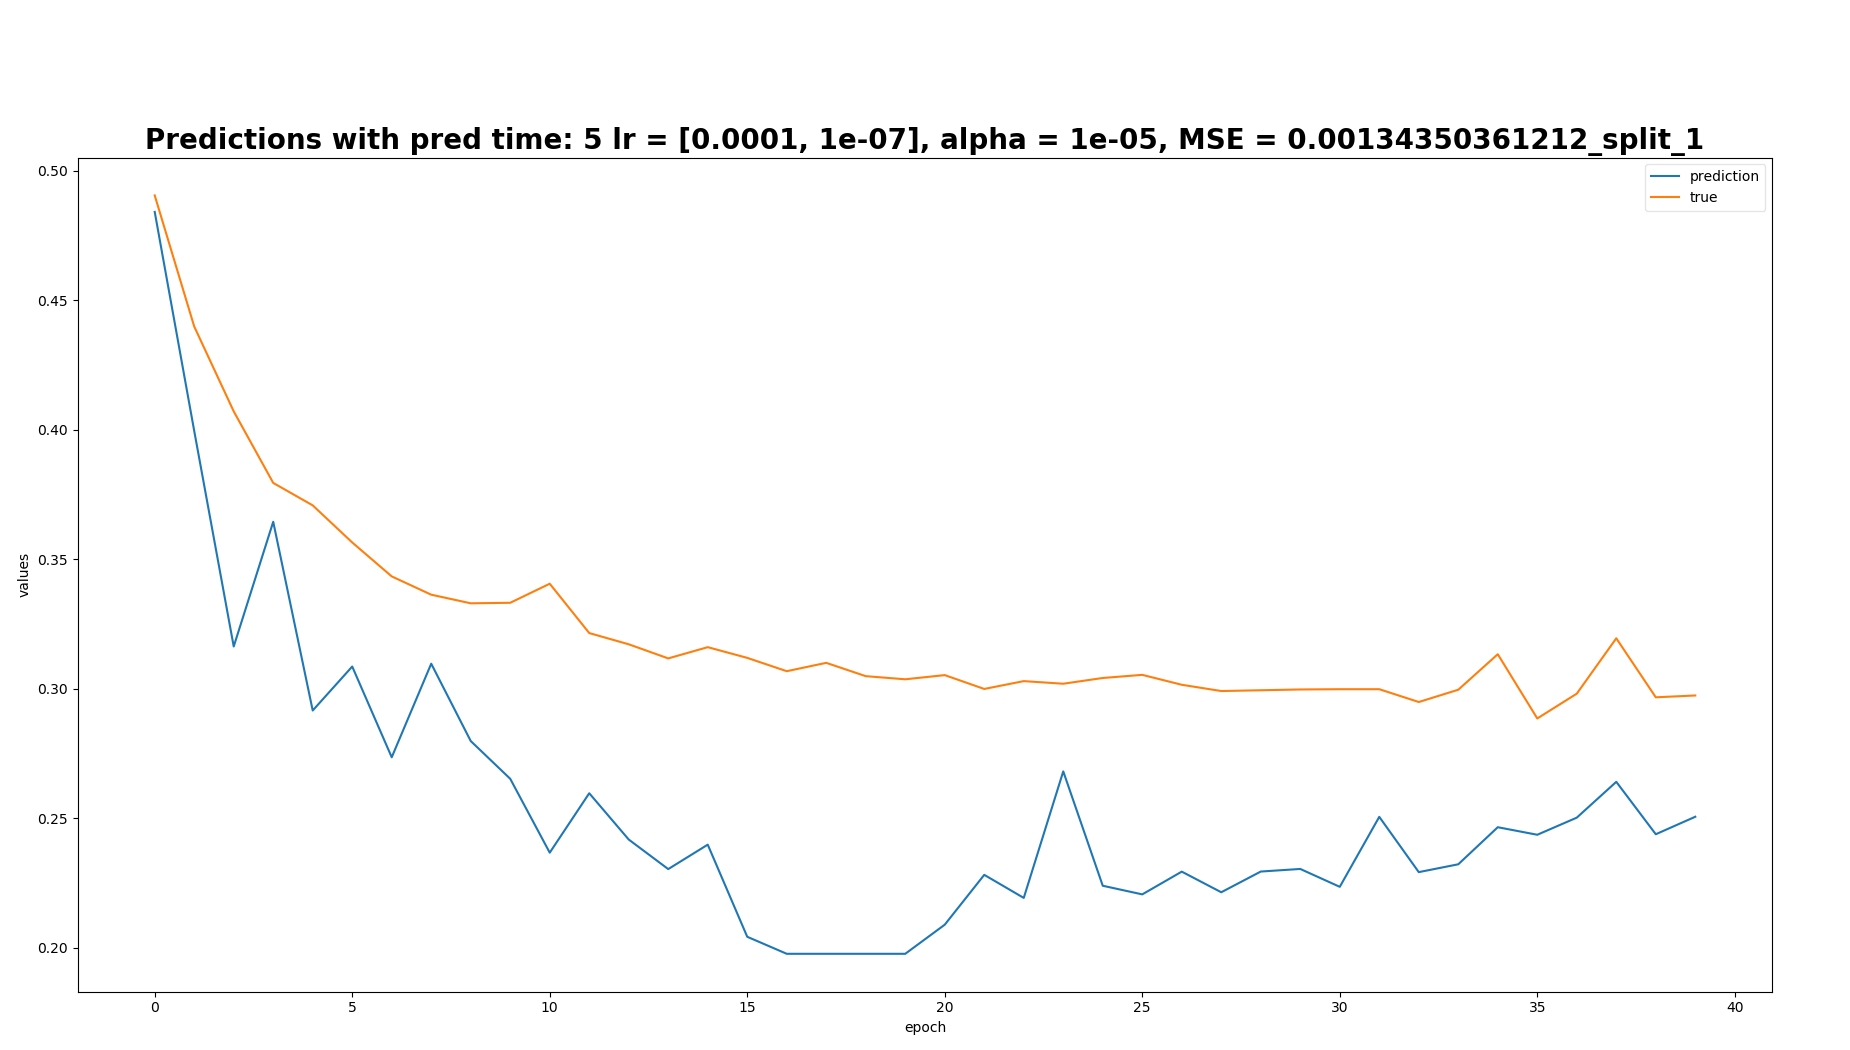 Predictions with pred time: 5 lr = [0.0001, 1e-07], alpha = 1e-05, MSE = 0.00134350361212_split_1
prediction
true
0.50
0.45
0.40
0.35
0.30
0.25
0.20
values
0 5 10 15 20 25 30 35 40
epoch